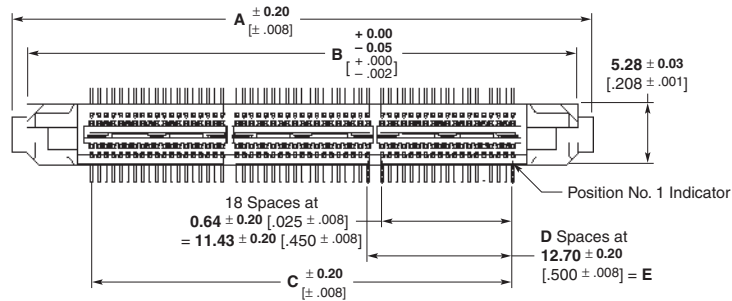 A ± 0.20
[± .008]
B + 0.00
− 0.05
[+ .000
− .002]
5.28 ± 0.03
[.208 ± .001]
Position No. 1 Indicator
18 Spaces at
0.64 ± 0.20 [.025 ± .008]
= 11.43 ± 0.20 [.450 ± .008]
D Spaces at
12.70 ± 0.20
[.500 ± .008] = E
C ± 0.20
[± .008]